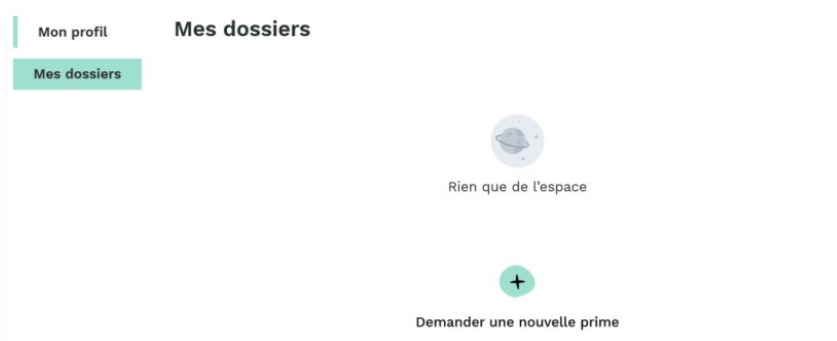 Mon profil
Mes dossiers
Mes dossiers
Rien que de l'espace
Demander une nouvelle prime